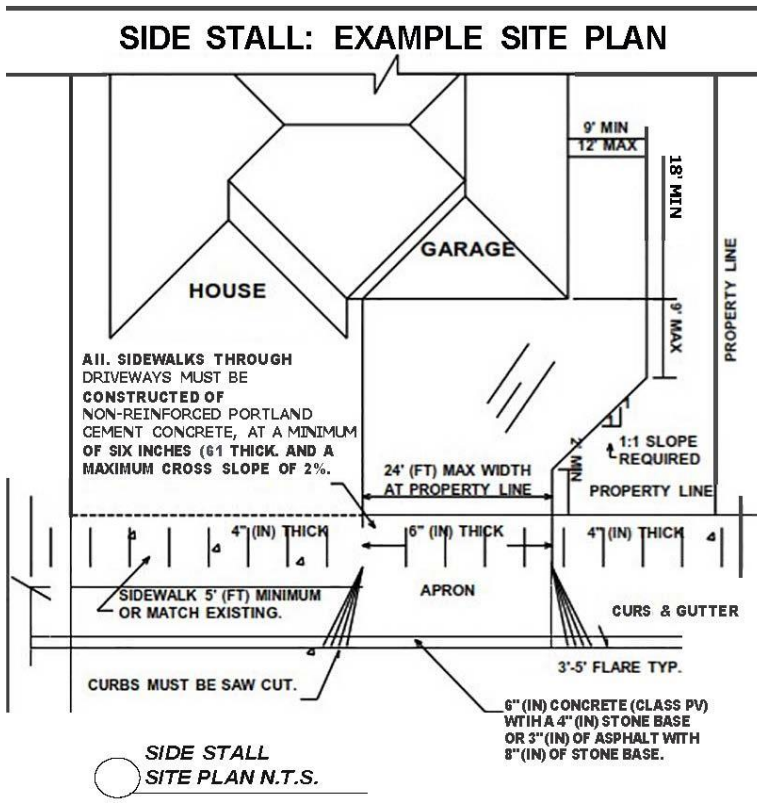 SIDE STALL: EXAMPLE SITE PLAN
9' MIN
12' MAX
18' MIN
GARAGE
HOUSE
PROPERTY LINE
9' MAX
AII. SIDEWALKS THROUGH
DRIVEWAYS MUST BE
CONSTRUCTED OF
NON-REINFORCED PORTLAND
CEMENT CONCRETE, AT A MINIMUM
OF SIX INCHES (G1 THICK. AND A
MAXIMUM CROSS SLOPE OF 2%.
1
1
1:1 SLOPE
REQUIRED
2' MIN
24' (FT) MAX WIDTH
AT PROPERTY LINE
PROPERTY LINE
4" (IN) THICK
6" (IN) THICK
4" (IN) THICK
SIDEWALK 5' (FT) MINIMUM
OR MATCH EXISTING.
APRON
CURS & GUTTER
3'-5' FLARE TYP.
CURBS MUST BE SAW CUT.
6" (IN) CONCRETE (CLASS PV)
WTIH A 4" (IN) STONE BASE
OR 3" (IN) OF ASPHALT WITH
8" (IN) OF STONE BASE.
SIDE STALL
SITE PLAN N.T.S.